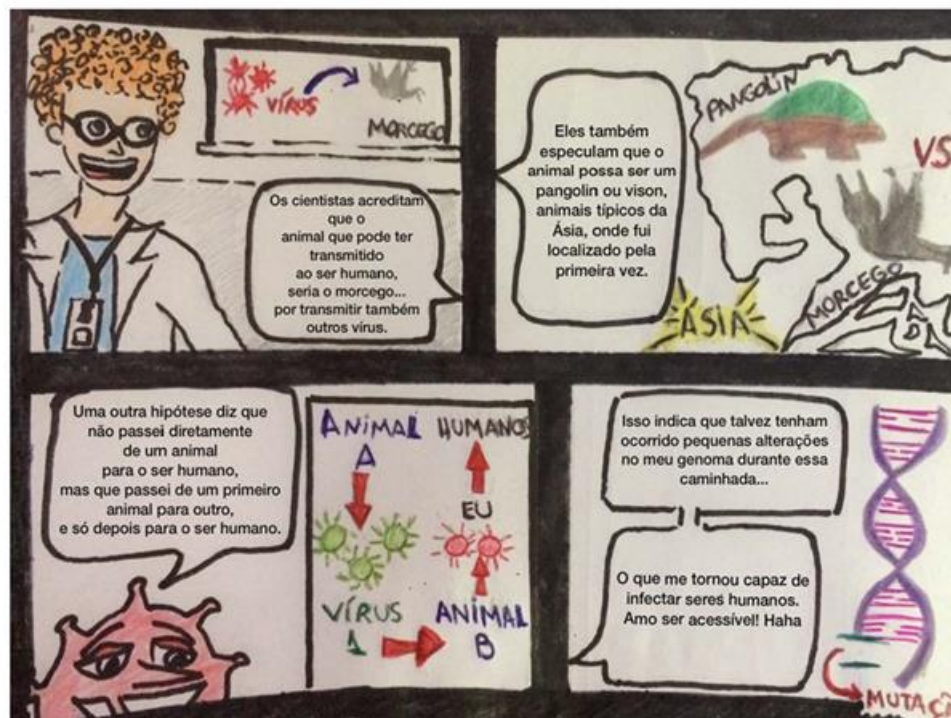 VÍRUS
MORCEGO
Os cientistas acreditam
que o
animal que pode ter
transmitido
ao ser humano,
seria o morcego...
por transmitir também
outros vírus.
Eles também
especulam que o
animal possa ser um
pangolin ou vison,
animais típicos da
Ásia, onde fui
localizado pela
primeira vez.
PANGOLIN
VS
MORCEGO
ÁSIA
Uma outra hipótese diz que
não passei diretamente
de um animal
para o ser humano,
mas que passei de um primeiro
animal para outro,
e só depois para o ser humano.
ANIMAL
A
VÍRUS
1
ANIMAL
B
EU
HUMANOS
Isso indica que talvez tenham
ocorrido pequenas alterações
no meu genoma durante essa
caminhada...
O que me tornou capaz de
infectar seres humanos.
Amo ser acessível! Haha